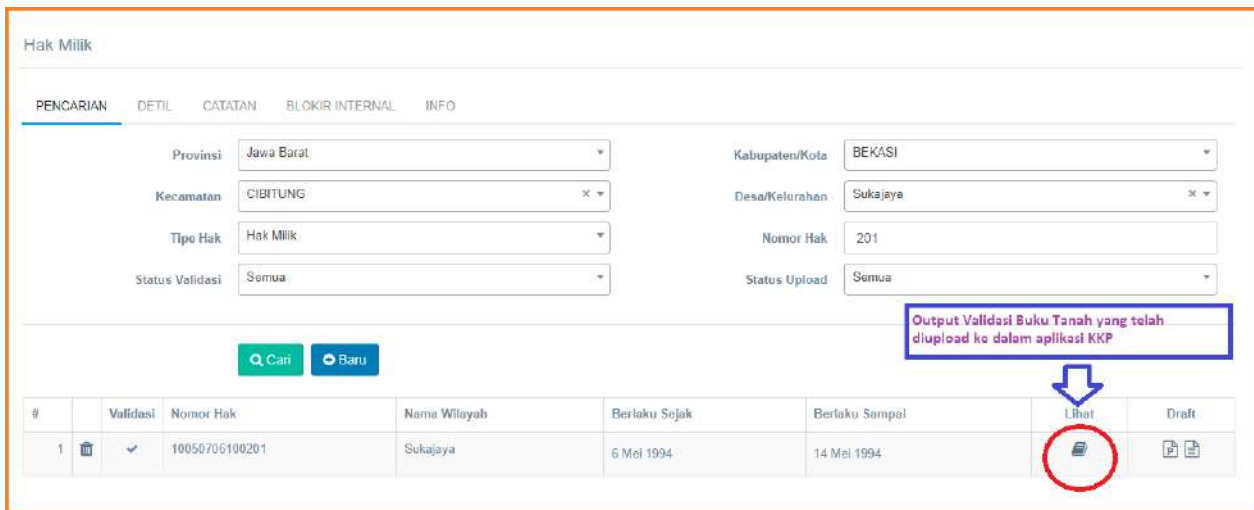 Hak Milik
PENCARIAN DETIL CATATAN BLOKIR INTERNAL INFO
Provinsi Jawa Barat Kabupaten/Kota BEKASI
Kecamatan CIBITUNG Desa/Kelurahan Sukajaya
Tipe Hak Hak Milik Nomor Hak 201
Status Validasi Semua Status Upload Semua
Output Validasi Buku Tanah yang telah
diupload ke dalam aplikasi KKP
Cari Baru
# Validasi Nomor Hak Nama Wilayah Berlaku Sejak Berlaku Sampai Lihat Draft
1 10050706100201 Sukajaya 6 Mei 1994 14 Mei 1994